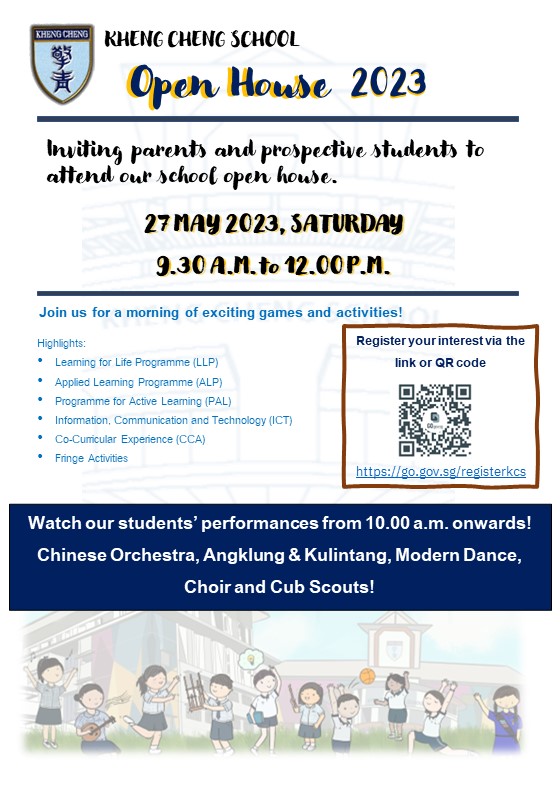 KHENG CHENG
KHENG CHENG SCHOOL
Open House 2023
Inviting parents and prospective students to
attend our school open house.
27 MAY 2023, SATURDAY
9.30 A.M. to 12.00 P.M.
KHENG CHENG SCHOOL
Join us for a morning of exciting games and activities!
Highlights:
• Learning for Life Programme (LLP)
• Applied Learning Programme (ALP)
• Programme for Active Learning (PAL)
• Information, Communication and Technology (ICT)
• Co-Curricular Experience (CCA)
• Fringe Activities
Register your interest via the
link or QR code
https://go.gov.sg/registerkcs
Watch our students’ performances from 10.00 a.m. onwards!
Chinese Orchestra, Angklung & Kulintang, Modern Dance,
Choir and Cub Scouts!